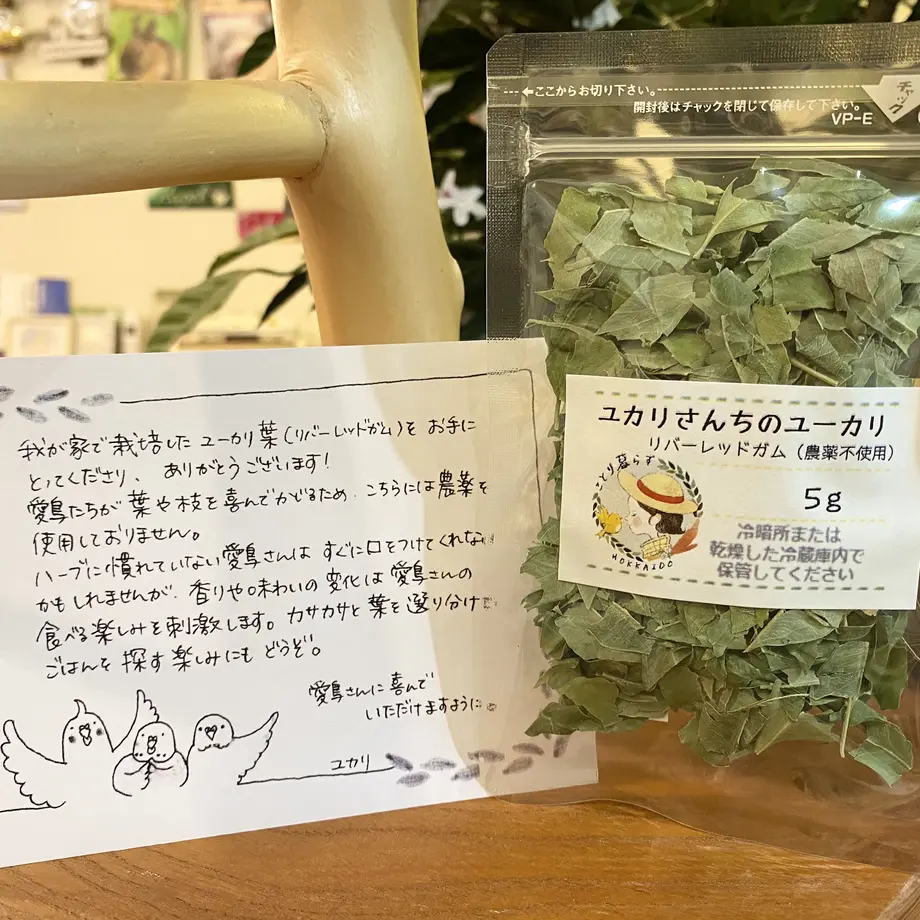 我が家で栽培した ユーカリ葉(リバーレッドガム)を お手に
とってくださり、ありがとうございます!
愛鳥たちが 葉や枝を喜んでかじるため、こちらには農薬を
使用しておりません。
ハーブに慣れていない愛鳥さんは すぐに口をつけてくれない
かもしれませんが、香りや味わいの変化は 愛鳥さんの
食べる楽しみを刺激します。カサカサと 葉を選り分け
ごはんを 探す楽しみにも どうぞ。
愛鳥さんに喜んで
いただけますように
ユカリ
←ここからお切り下さい。
開封後はチャックを閉じて保存して下さい。
VP-E
チャック
ユカリさんちのユーカリ
リバーレッドガム(農薬不使用)
5g
ことり暮らす
HOKKAIDO
冷暗所または
乾燥した冷蔵庫内で
保管してください